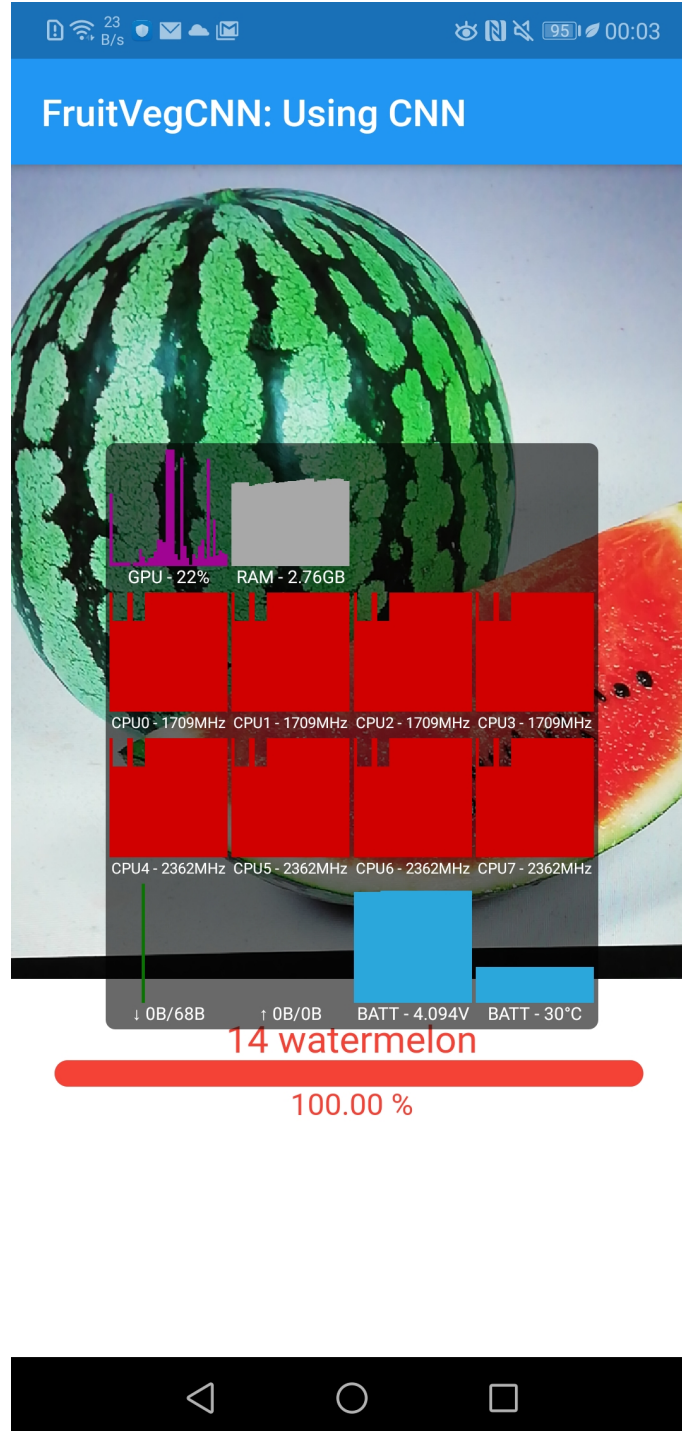 23
B/s
95
00:03
FruitVegCNN: Using CNN
GPU - 22% RAM - 2.76GB
CPU0 - 1709MHz CPU1 - 1709MHz CPU2 - 1709MHz CPU3 - 1709MHz
CPU4 - 2362MHz CPU5 - 2362MHz CPU6 - 2362MHz CPU7 - 2362MHz
↓ 0B/68B ↑ 0B/0B BATT - 4.094V BATT - 30°C
14 watermelon
100.00 %